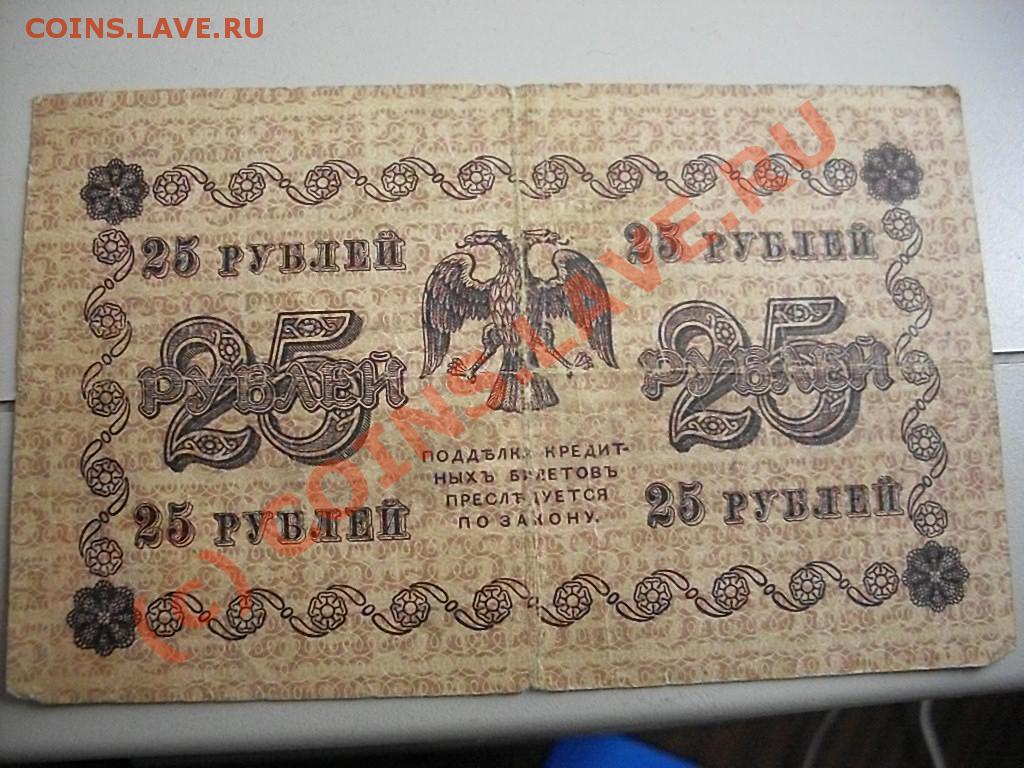 COINS.LAVE.RU
25 РУБЛЕЙ
25 РУБЛЕЙ
25 РУБЛЕЙ
25 РУБЛЕЙ
ПОДДѢЛКА КРЕДИТ-
НЫХЪ БИЛЕТОВЪ
ПРЕСЛѢДУЕТСЯ
ПО ЗАКОНУ.
25 РУБЛЕЙ
25 РУБЛЕЙ
(c) COINS.LAVE.RU